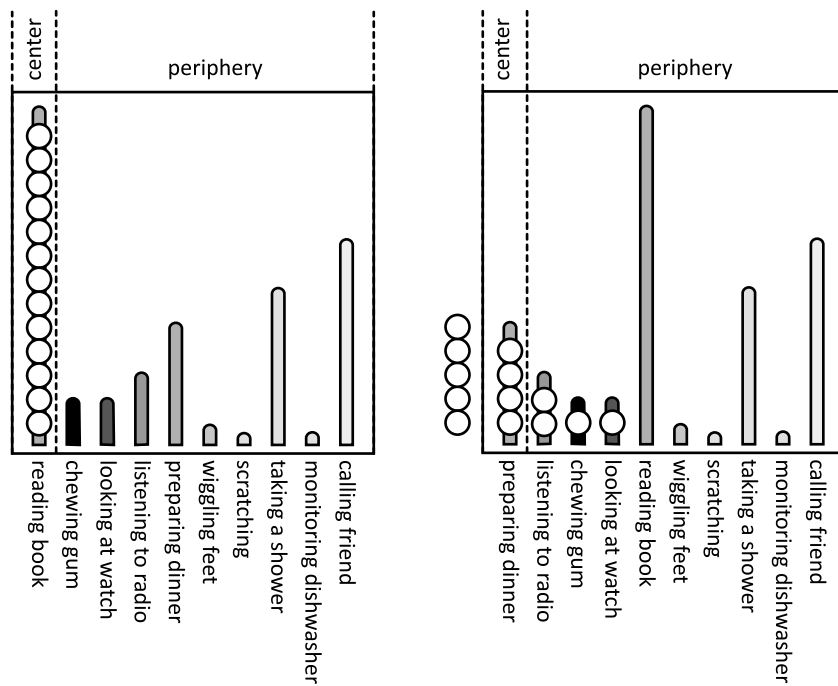 center
periphery
reading book
chewing gum
looking at watch
listening to radio
preparing dinner
wiggling feet
scratching
taking a shower
monitoring dishwasher
calling friend
center
periphery
preparing dinner
listening to radio
chewing gum
looking at watch
reading book
wiggling feet
scratching
taking a shower
monitoring dishwasher
calling friend